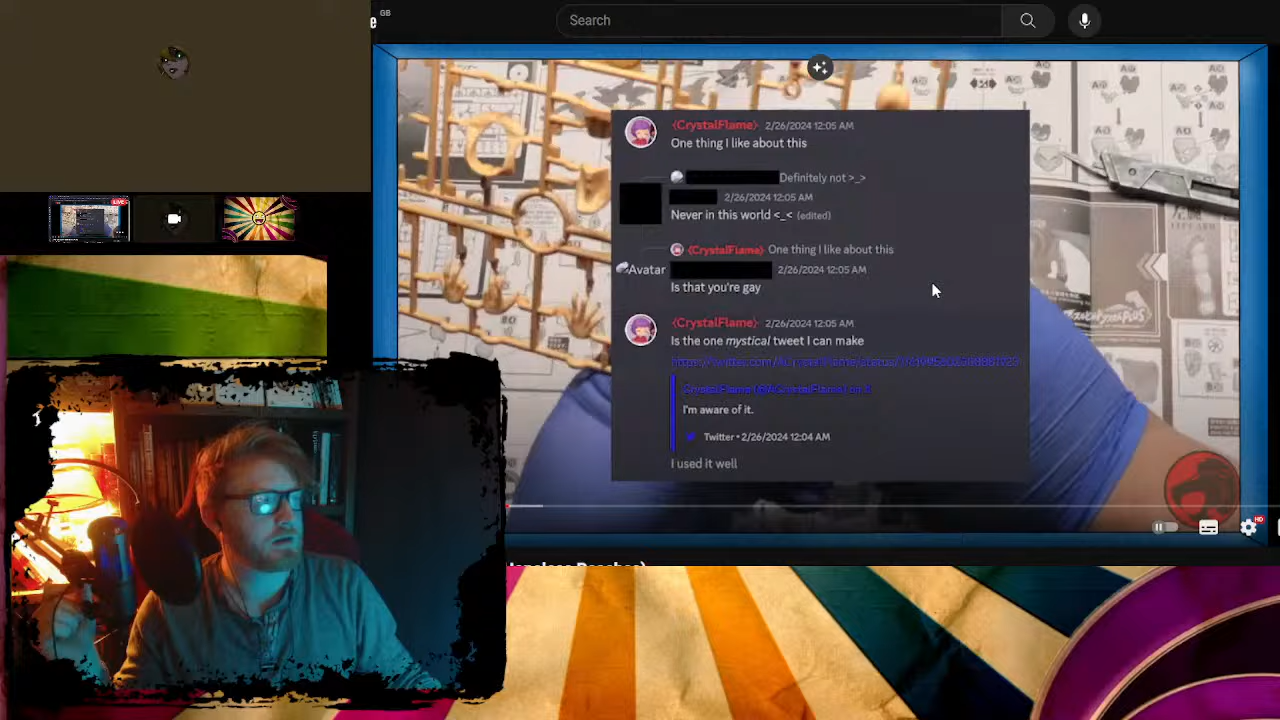 GB
Search
{CrystalFlame} 2/26/2024 12:05 AM
One thing I like about this
Definitely not >_>
2/26/2024 12:05 AM
Never in this world <_< (edited)
{CrystalFlame} One thing I like about this
Avatar 2/26/2024 12:05 AM
Is that you're gay
{CrystalFlame} 2/26/2024 12:05 AM
Is the one mystical tweet I can make
I'm aware of it.
Twitter • 2/26/2024 12:04 AM
I used it well
HD
LIVE